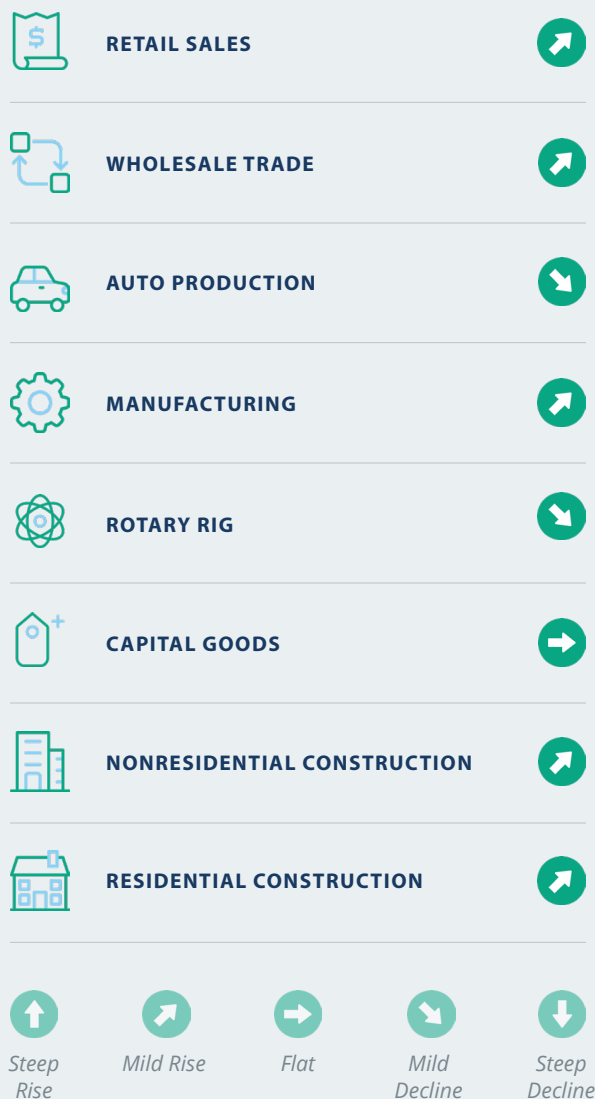 $
RETAIL SALES
WHOLESALE TRADE
AUTO PRODUCTION
MANUFACTURING
ROTARY RIG
CAPITAL GOODS
NONRESIDENTIAL CONSTRUCTION
RESIDENTIAL CONSTRUCTION
Steep
Rise
Mild Rise
Flat
Mild
Decline
Steep
Decline